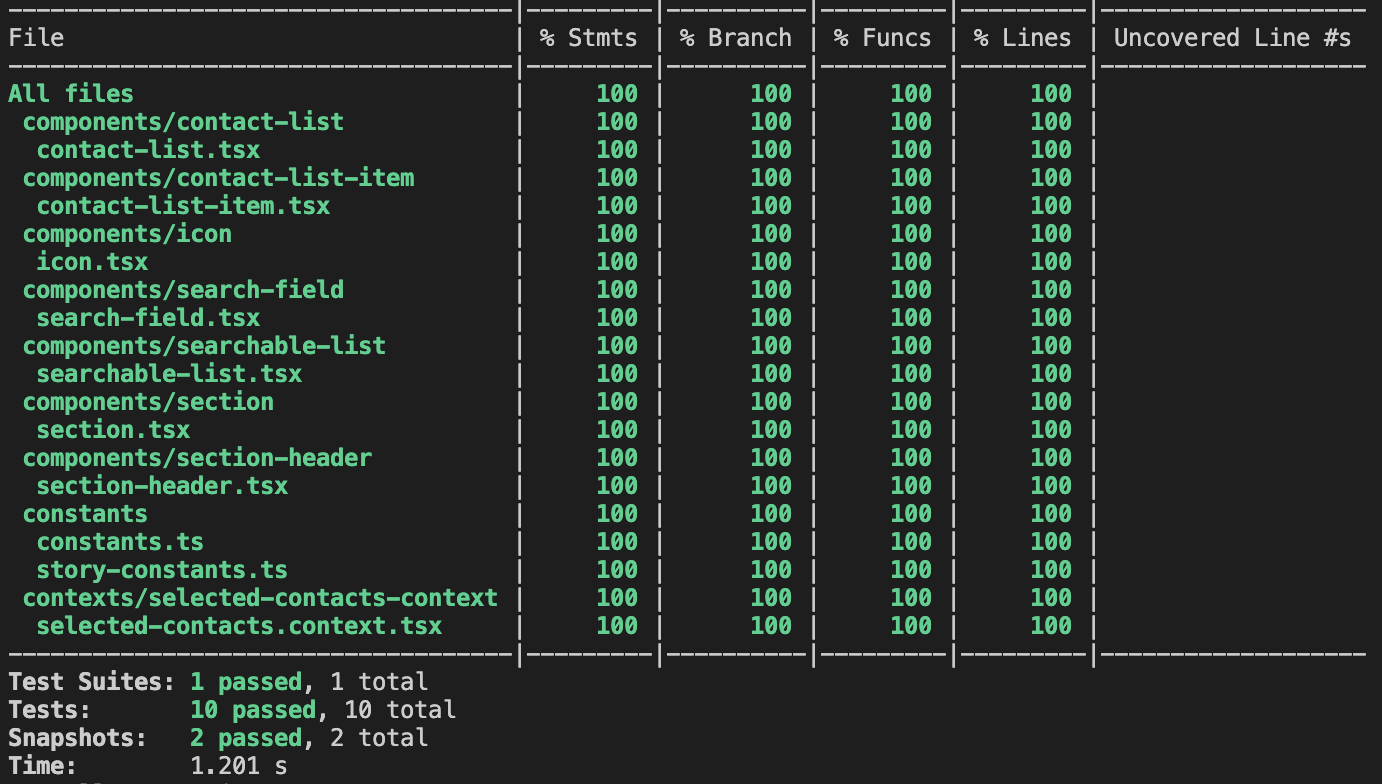 File | % Stmts | % Branch | % Funcs | % Lines | Uncovered Line #s
All files | 100 | 100 | 100 | 100 |
components/contact-list | 100 | 100 | 100 | 100 |
contact-list.tsx | 100 | 100 | 100 | 100 |
components/contact-list-item | 100 | 100 | 100 | 100 |
contact-list-item.tsx | 100 | 100 | 100 | 100 |
components/icon | 100 | 100 | 100 | 100 |
icon.tsx | 100 | 100 | 100 | 100 |
components/search-field | 100 | 100 | 100 | 100 |
search-field.tsx | 100 | 100 | 100 | 100 |
components/searchable-list | 100 | 100 | 100 | 100 |
searchable-list.tsx | 100 | 100 | 100 | 100 |
components/section | 100 | 100 | 100 | 100 |
section.tsx | 100 | 100 | 100 | 100 |
components/section-header | 100 | 100 | 100 | 100 |
section-header.tsx | 100 | 100 | 100 | 100 |
constants | 100 | 100 | 100 | 100 |
constants.ts | 100 | 100 | 100 | 100 |
story-constants.ts | 100 | 100 | 100 | 100 |
contexts/selected-contacts-context | 100 | 100 | 100 | 100 |
selected-contacts.context.tsx | 100 | 100 | 100 | 100 |
Test Suites: 1 passed, 1 total
Tests: 10 passed, 10 total
Snapshots: 2 passed, 2 total
Time: 1.201 s